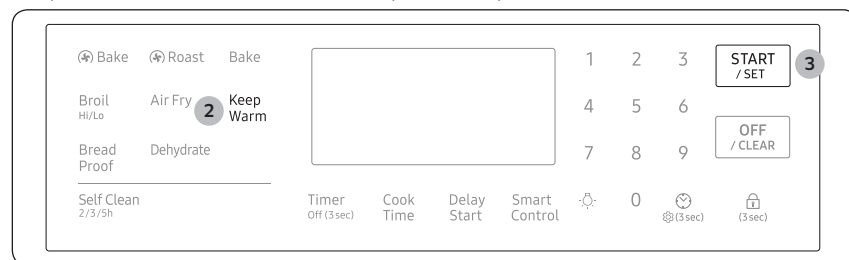 Bake Roast Bake 1 2 3 START
/ SET 3
Broil Air Fry 2 Keep
Hi/Lo Warm 4 5 6
OFF
/ CLEAR
Bread Dehydrate 7 8 9
Proof
Self Clean Timer Cook Delay Smart 0
2/3/5h Off (3 sec) Time Start Control (3 sec) (3 sec)